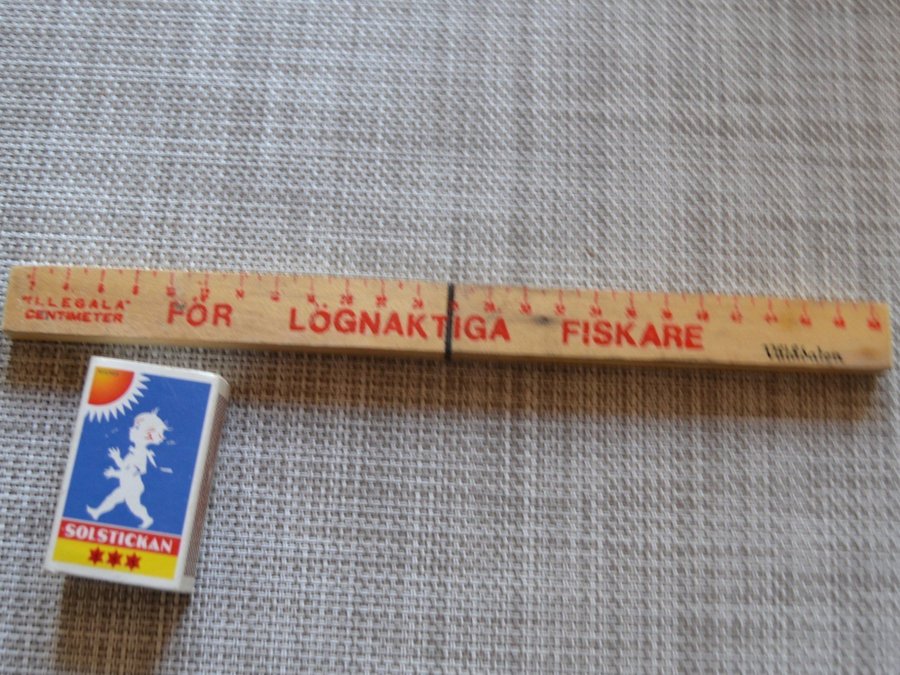 "ILLEGALA"
CENTIMETER
FÖR LÖGNAKTIGA FISKARE
SOLSTICKAN